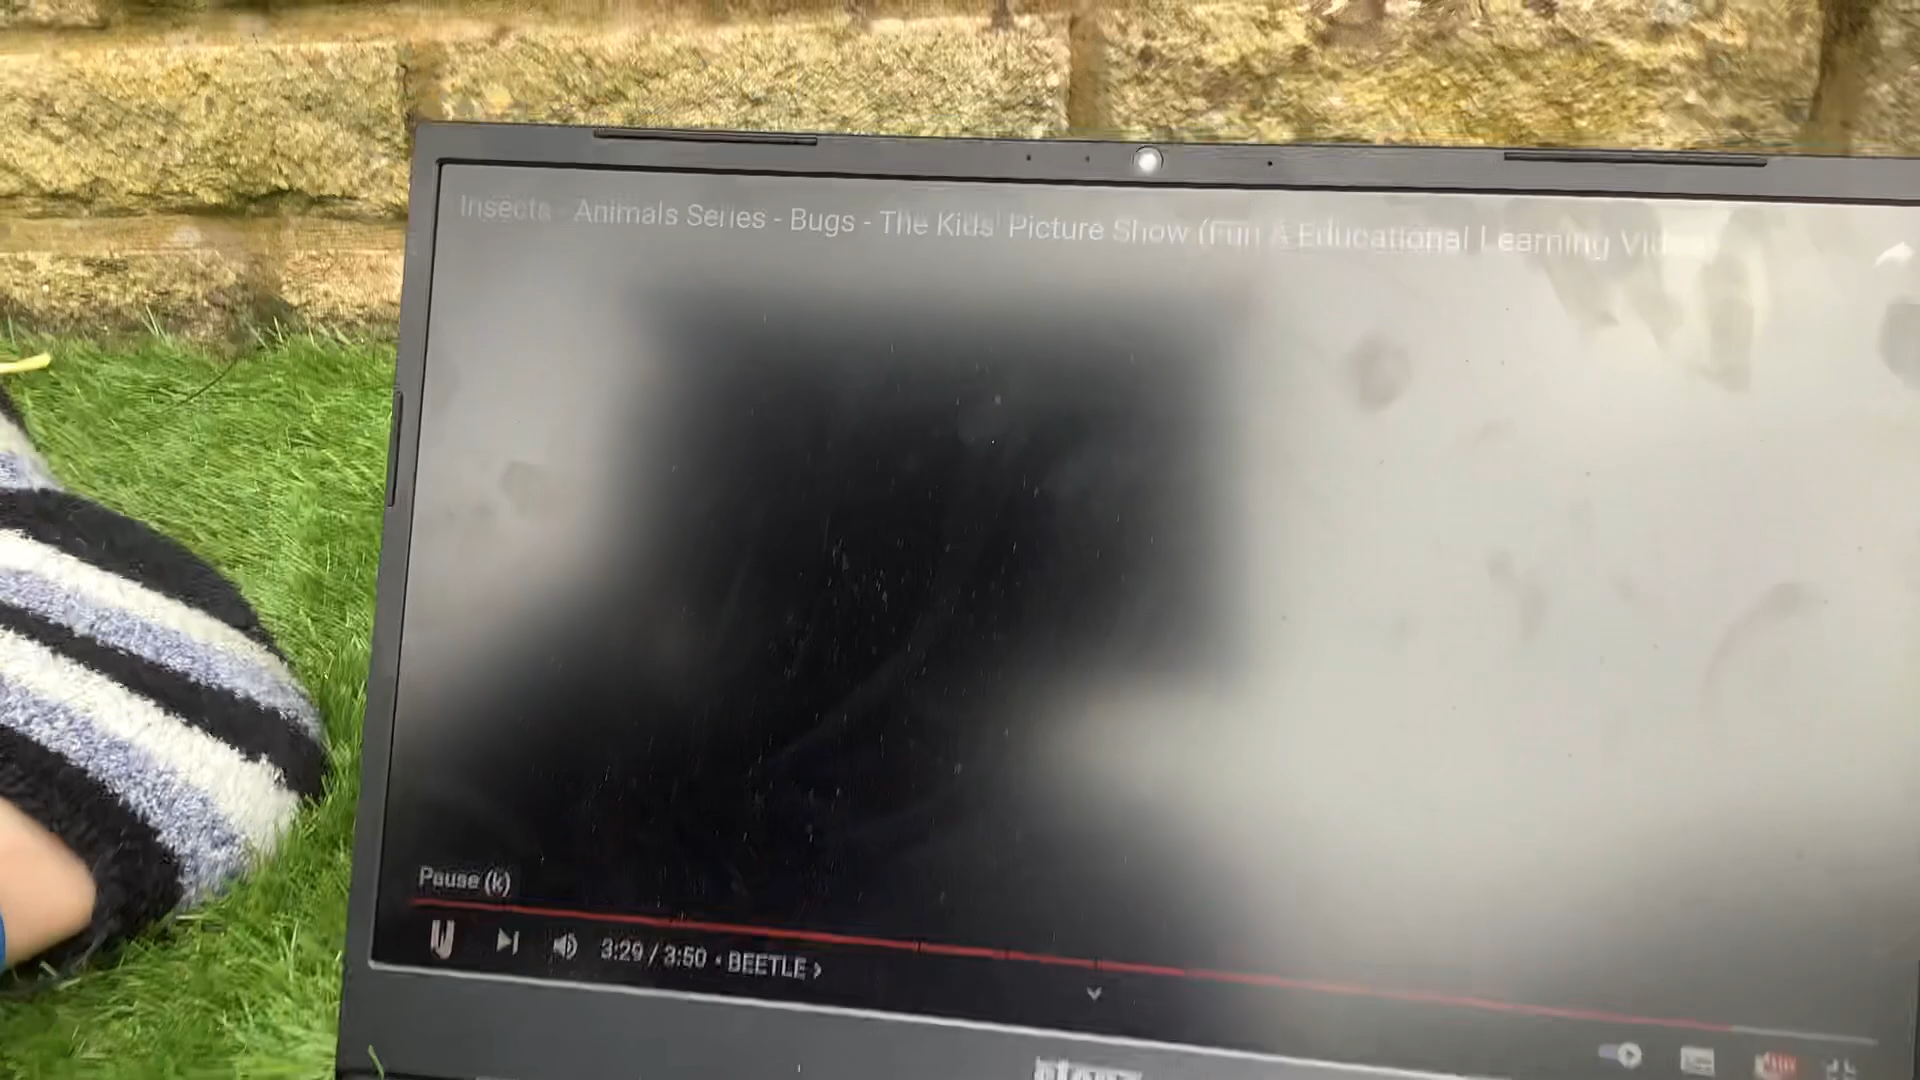 Insects - Animals Series - Bugs - The Kids' Picture Show (Fun & Educational Learning
Pause (k)
3:29 / 3:50 • BEETLE ›